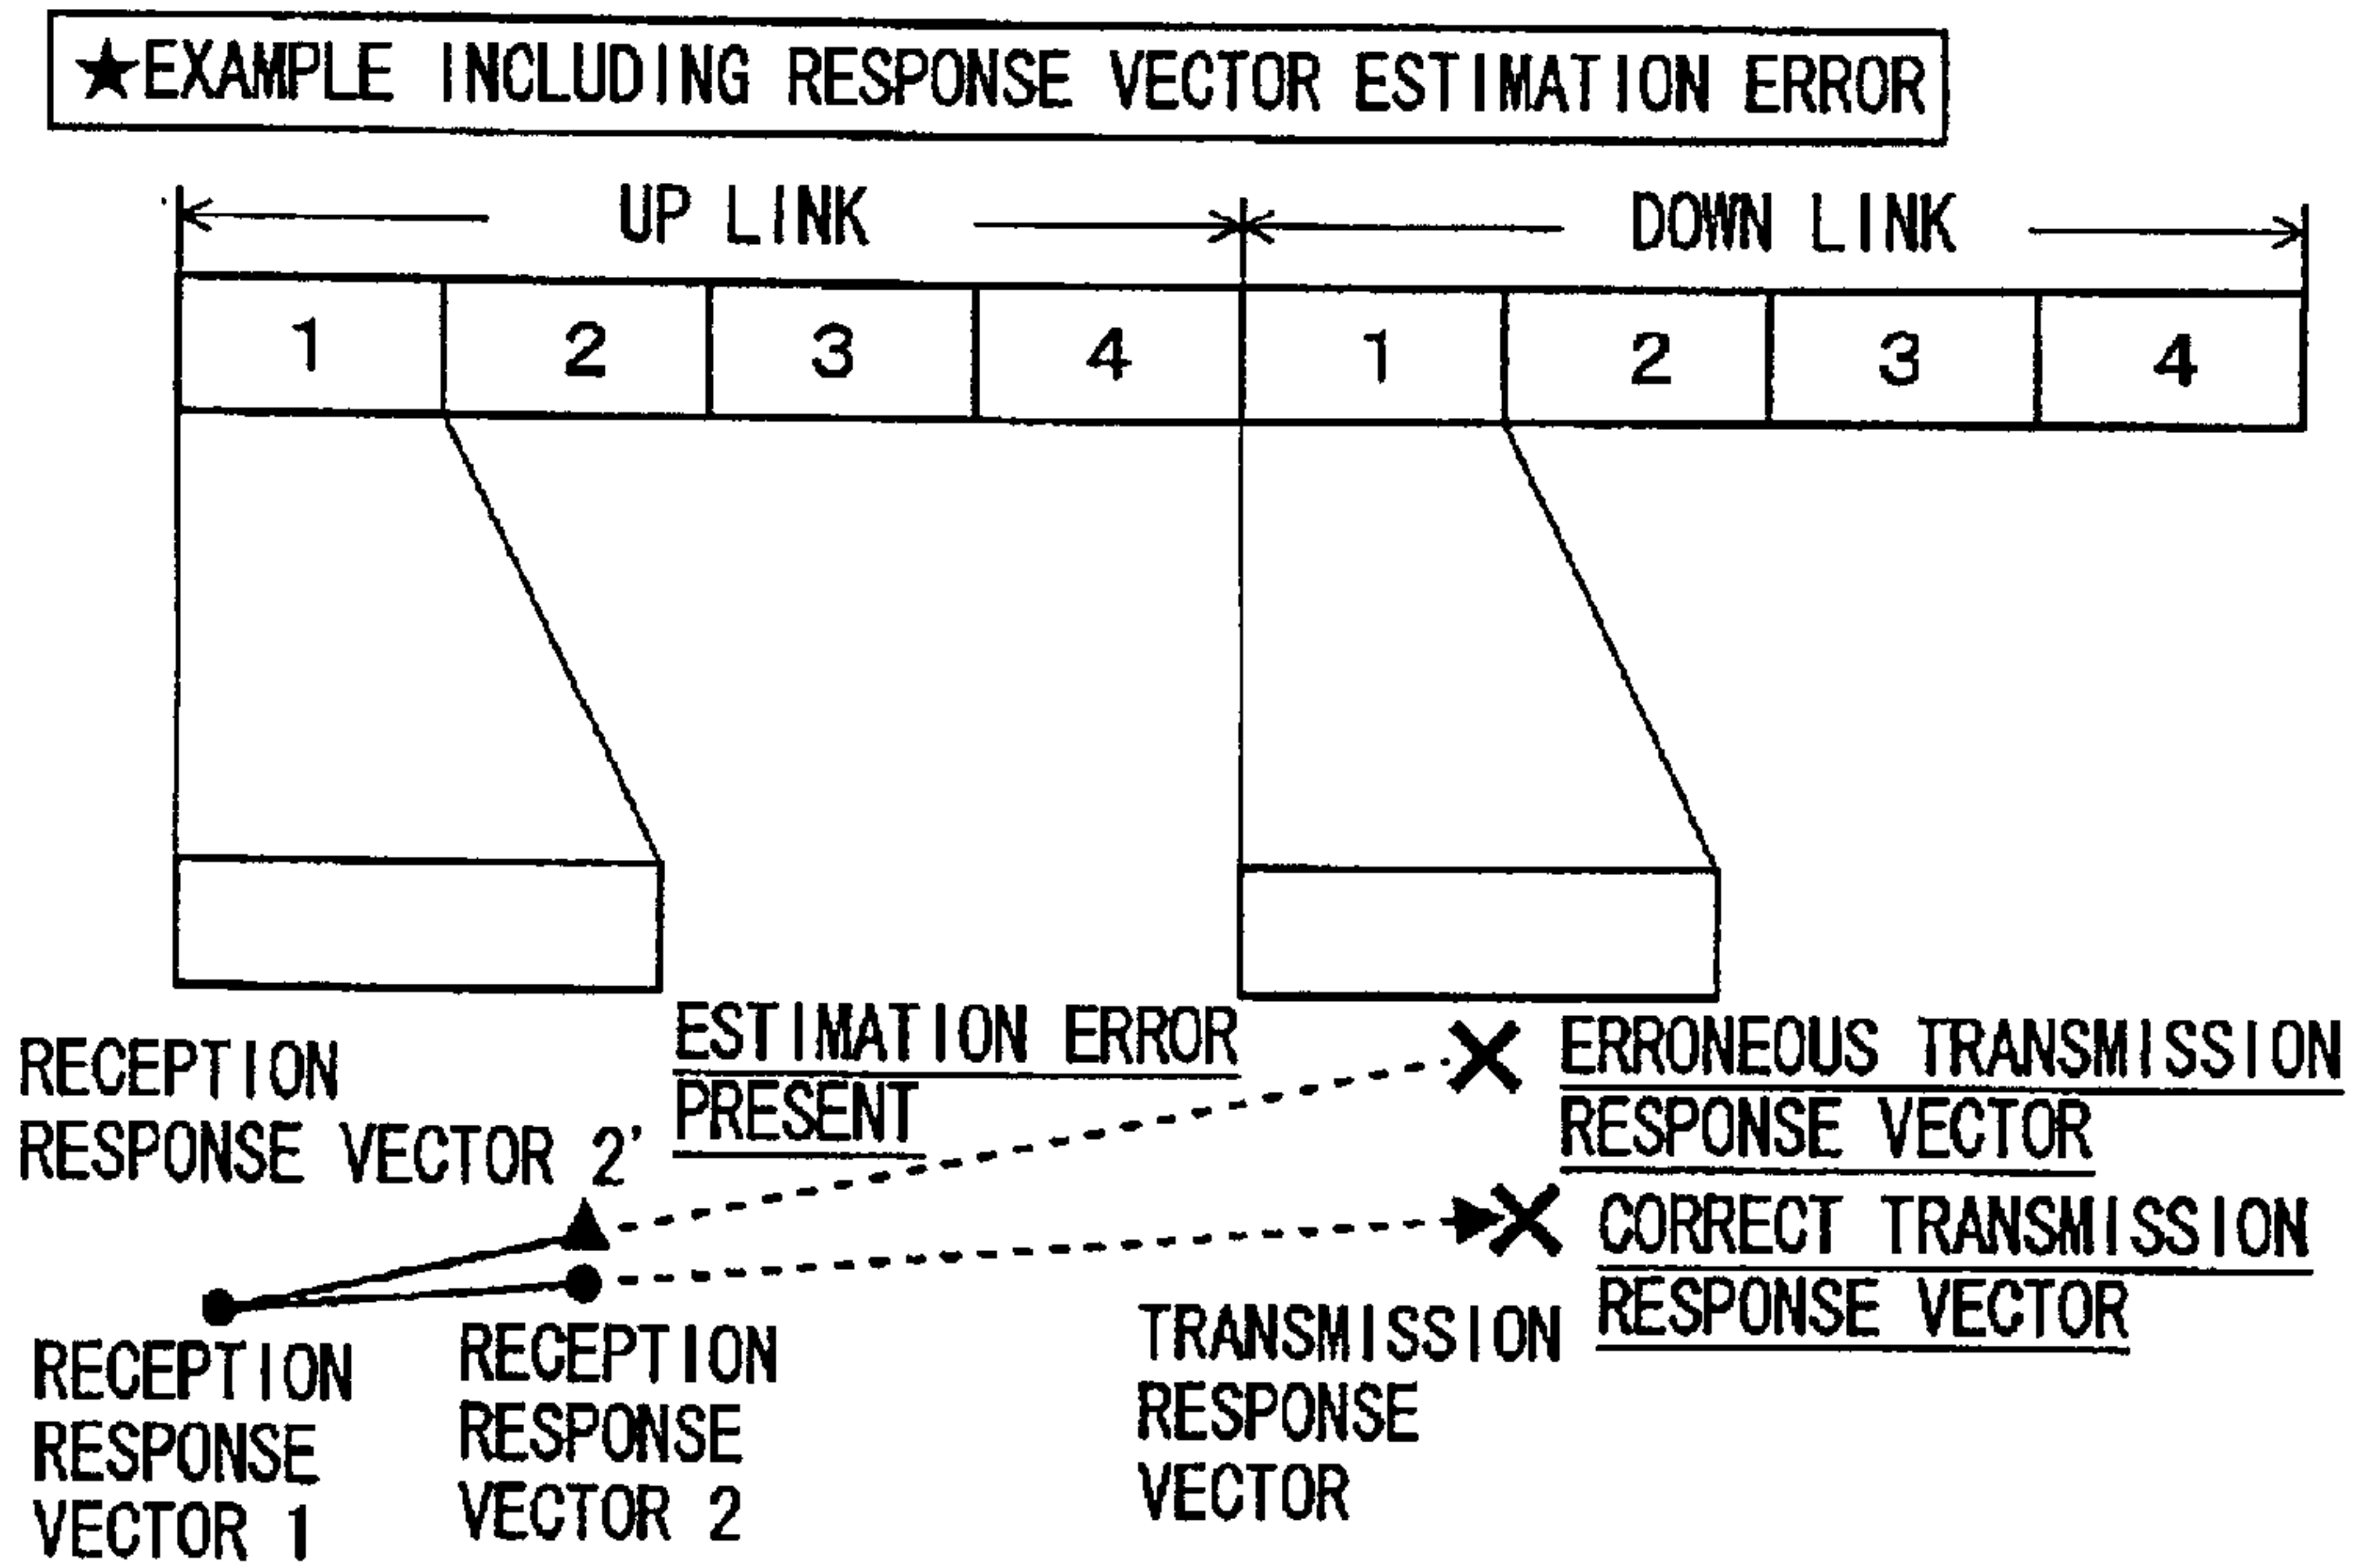 ★EXAMPLE INCLUDING RESPONSE VECTOR ESTIMATION ERROR
UP LINK
DOWN LINK
1 2 3 4 1 2 3 4
RECEPTION
RESPONSE VECTOR 2'
ESTIMATION ERROR
PRESENT
ERRONEOUS TRANSMISSION
RESPONSE VECTOR
CORRECT TRANSMISSION
RESPONSE VECTOR
RECEPTION
RESPONSE
VECTOR 1
RECEPTION
RESPONSE
VECTOR 2
TRANSMISSION
RESPONSE
VECTOR